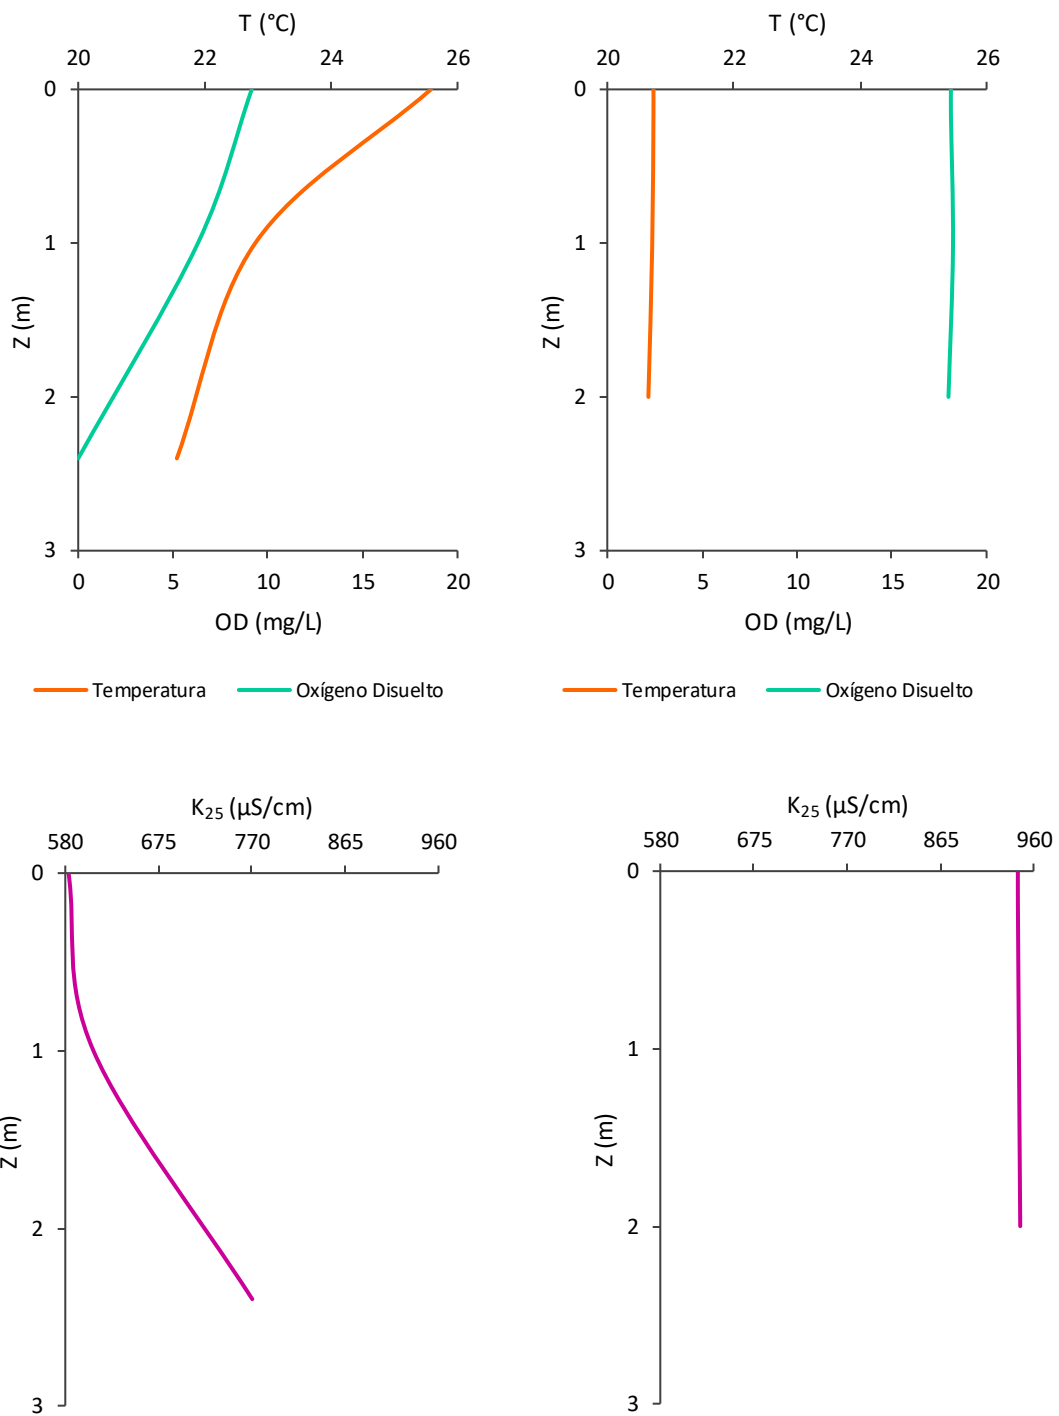 T (°C)
20 22 24 26
0
1
2
3
Z (m)
0 5 10 15 20
OD (mg/L)
Temperatura Oxígeno Disuelto
T (°C)
20 22 24 26
0
1
2
3
Z (m)
0 5 10 15 20
OD (mg/L)
Temperatura Oxígeno Disuelto
K₂₅ (µS/cm)
580 675 770 865 960
0
1
2
3
Z (m)
K₂₅ (µS/cm)
580 675 770 865 960
0
1
2
3
Z (m)